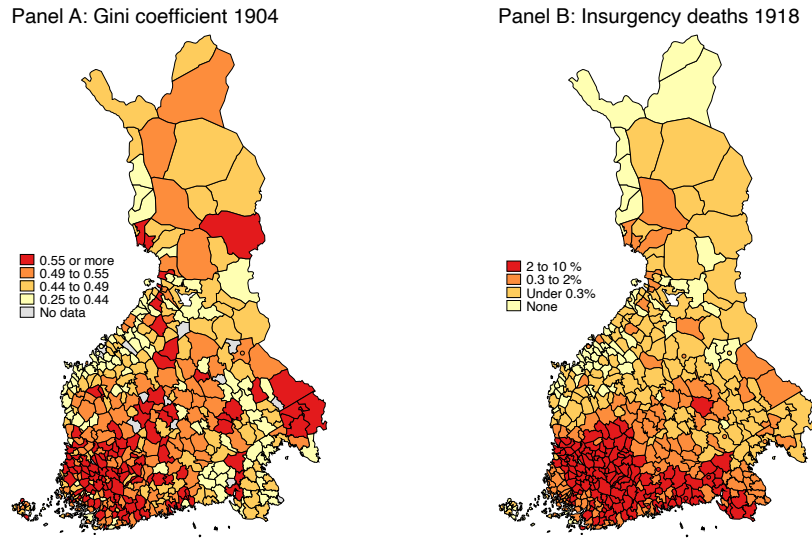 Panel A: Gini coefficient 1904
Panel B: Insurgency deaths 1918
0.55 or more
0.49 to 0.55
0.44 to 0.49
0.25 to 0.44
No data
2 to 10 %
0.3 to 2%
Under 0.3%
None